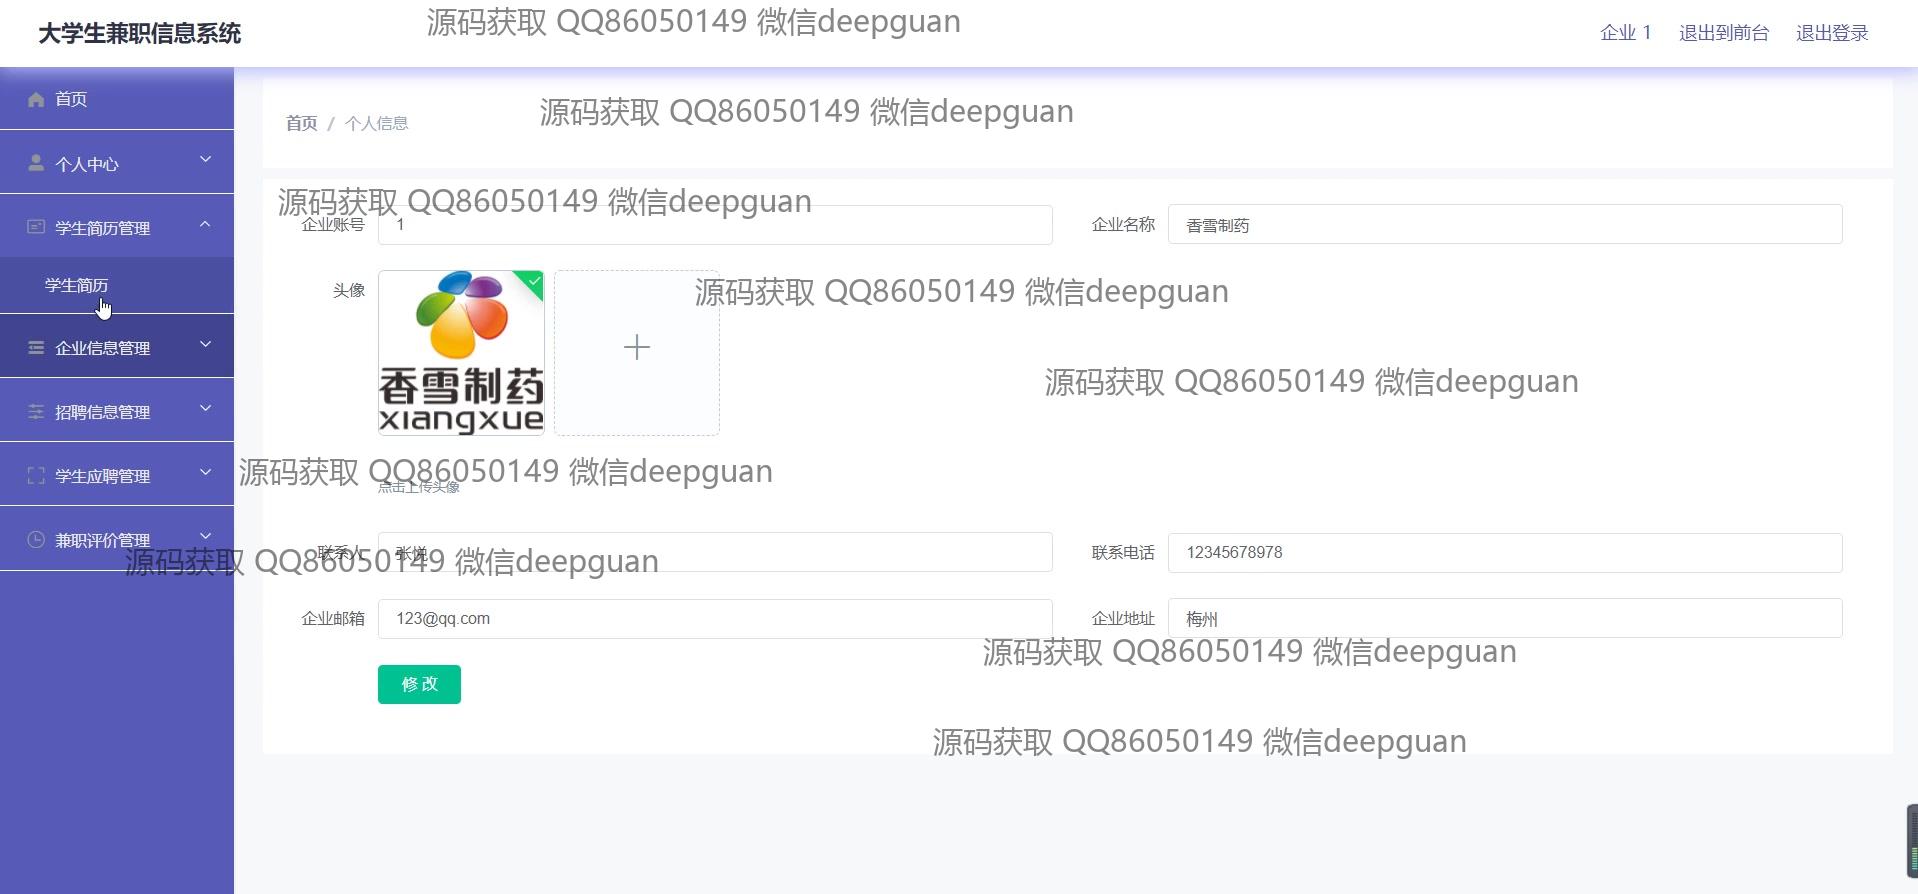 源码获取 QQ86050149 微信deepguan
大学生兼职信息系统
企业 1 退出到前台 退出登录
首页
源码获取 QQ86050149 微信deepguan
首页 / 个人信息
个人中心
学生简历管理
学生简历
企业信息管理
招聘信息管理
学生应聘管理
兼职评价管理
源码获取 QQ86050149 微信deepguan
企业账号 1
企业名称 香雪制药
头像
香雪制药
xiangxue
源码获取 QQ86050149 微信deepguan
源码获取 QQ86050149 微信deepguan
源码获取 QQ86050149 微信deepguan
点击上传头像
联系人 张悦
联系电话 12345678978
源码获取 QQ86050149 微信deepguan
企业邮箱 123@qq.com
企业地址 梅州
源码获取 QQ86050149 微信deepguan
修改
源码获取 QQ86050149 微信deepguan